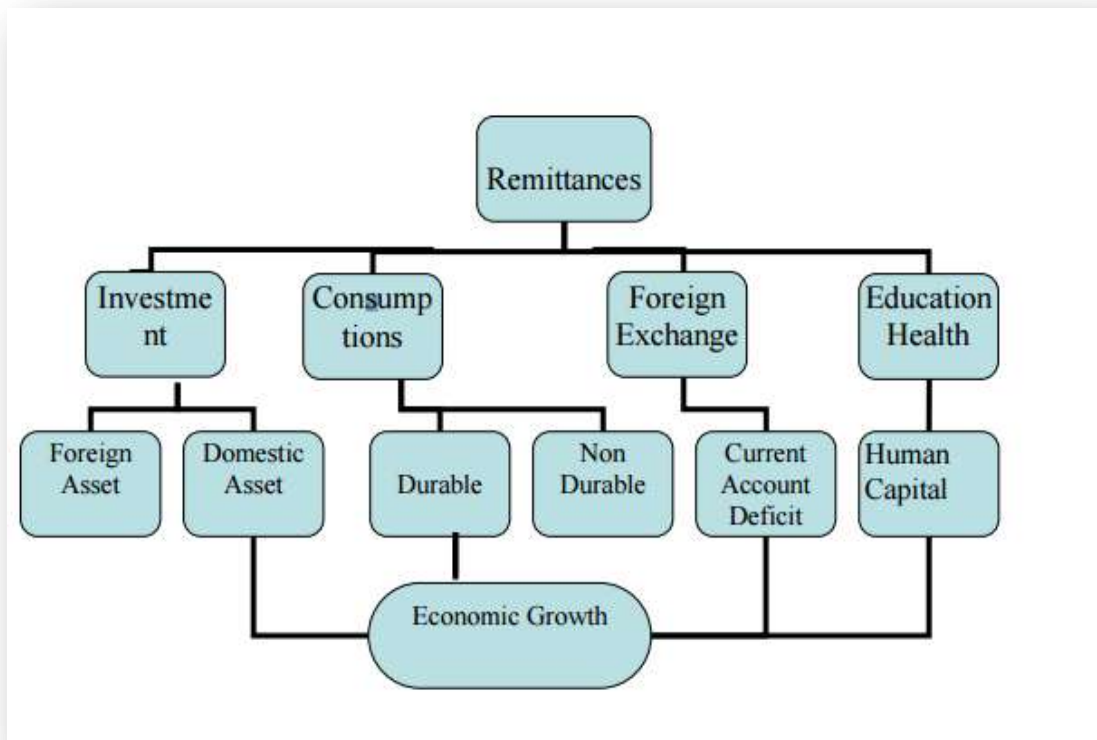 Remittances
Investme
nt
Consump
tions
Foreign
Exchange
Education
Health
Foreign
Asset
Domestic
Asset
Durable
Non
Durable
Current
Account
Deficit
Human
Capital
Economic Growth